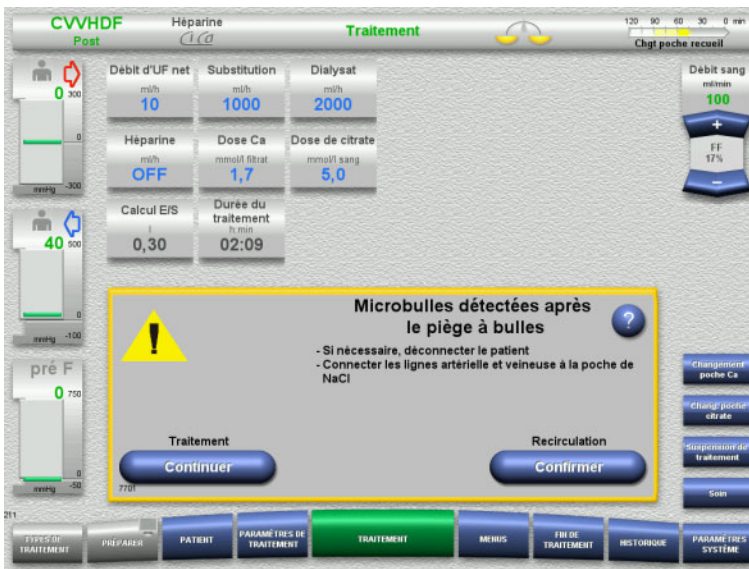 CVVHDF
Post
Héparine
CiCa
Traitement
120 90 60 30 0 min
Chgt poche recueil
0
300
0
-300
mmHg
40
500
0
-100
mmHg
pré F
0
750
0
-50
mmHg
Débit d'UF net
ml/h
10
Substitution
ml/h
1000
Dialysat
ml/h
2000
Héparine
ml/h
OFF
Dose Ca
mmol/l filtrat
1,7
Dose de citrate
mmol/l sang
5,0
Calcul E/S
l
0,30
Durée du
traitement
h:min
02:09
Débit sang
ml/min
100
+
FF
17%
−
!
Microbulles détectées après
le piège à bulles
?
- Si nécessaire, déconnecter le patient
- Connecter les lignes artérielle et veineuse à la poche de
NaCl
Traitement
Continuer
Recirculation
Confirmer
7701
Changement
poche Ca
Chang. poche
citrate
Suspension de
traitement
Soin
211
TYPES DE
TRAITEMENT
PRÉPARER
PATIENT
PARAMÈTRES DE
TRAITEMENT
TRAITEMENT
MENUS
FIN DE
TRAITEMENT
HISTORIQUE
PARAMÈTRES
SYSTÈME